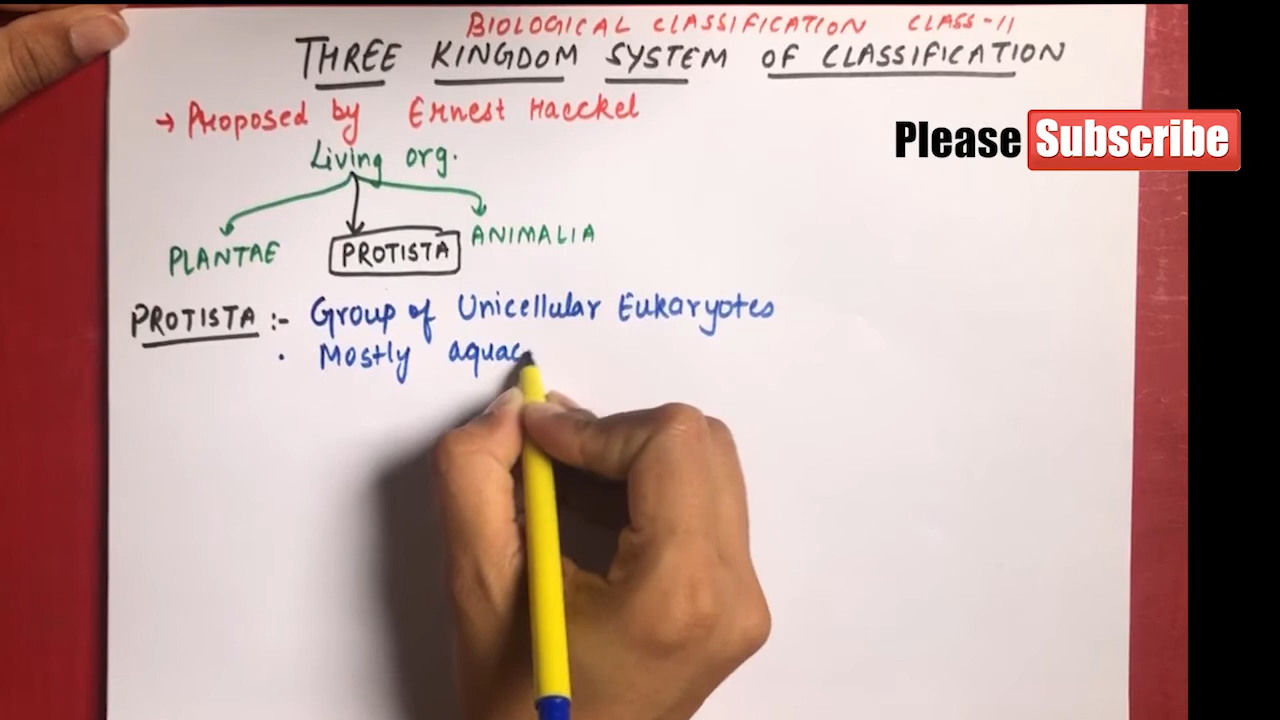 BIOLOGICAL CLASSIFICATION CLASS-11
THREE KINGDOM SYSTEM OF CLASSIFICATION
→ Proposed by Ernest Haeckel
Please Subscribe
Living org.
PLANTAE PROTISTA ANIMALIA
PROTISTA :- Group of Unicellular Eukaryotes
. Mostly aquac